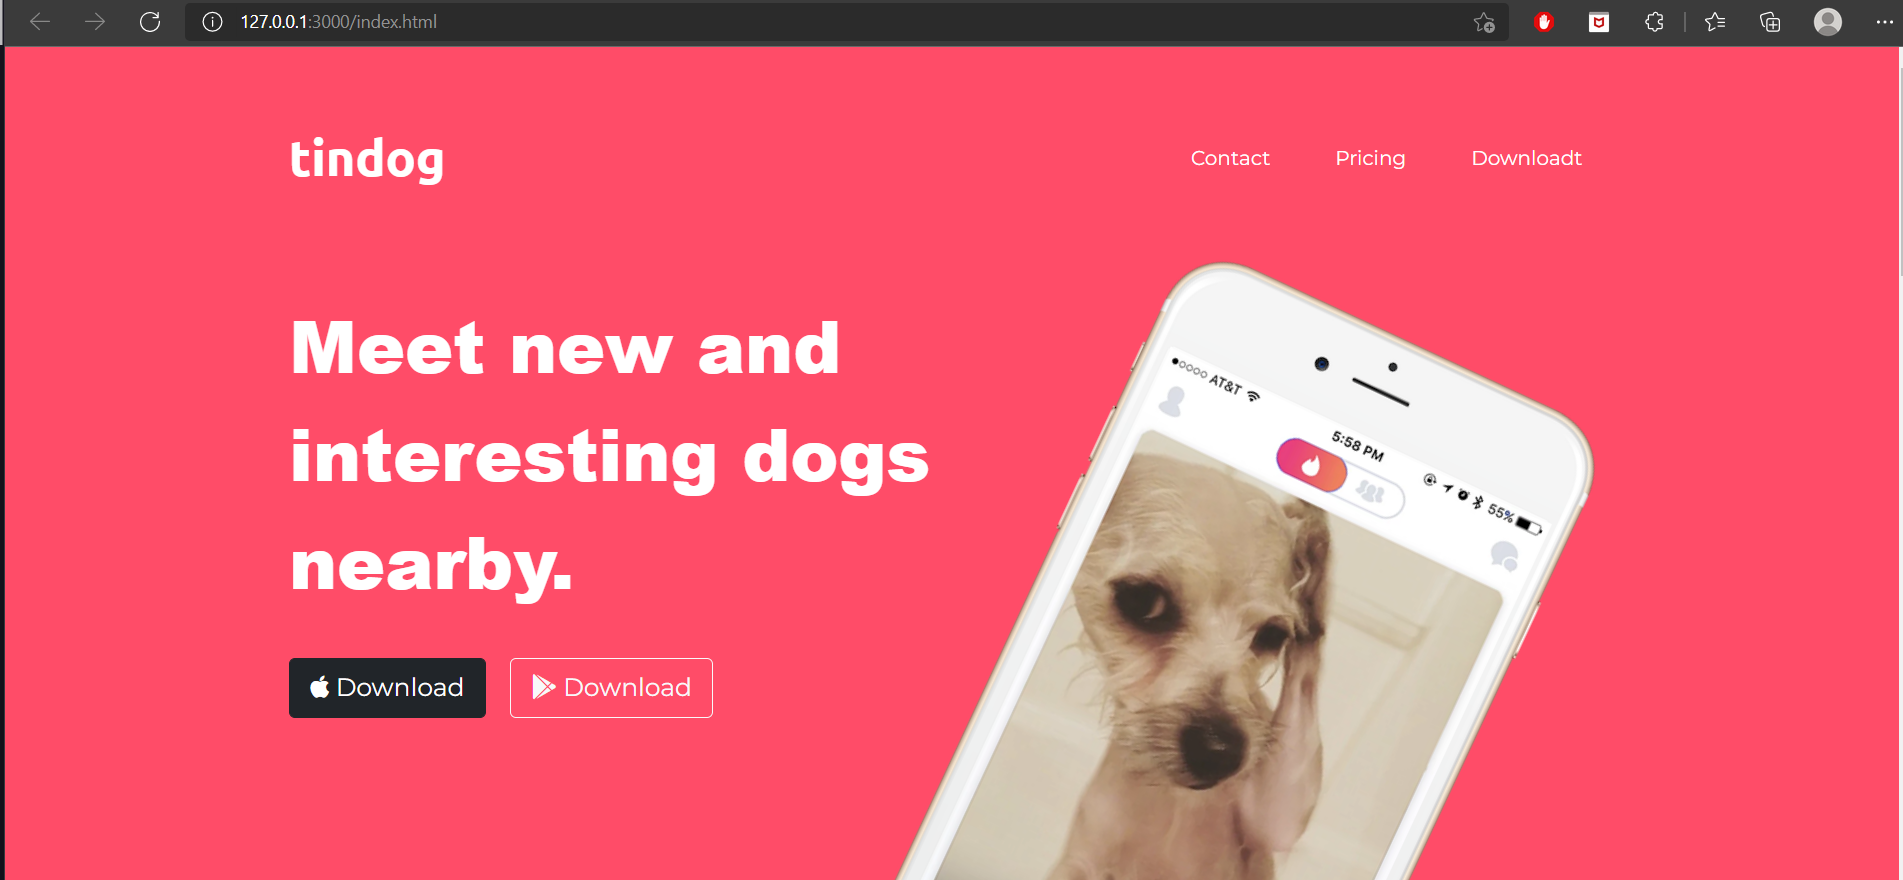 127.0.0.1:3000/index.html
tindog
Contact Pricing Downloadt
Meet new and
interesting dogs
nearby.
Download Download
AT&T
5:58 PM
55%